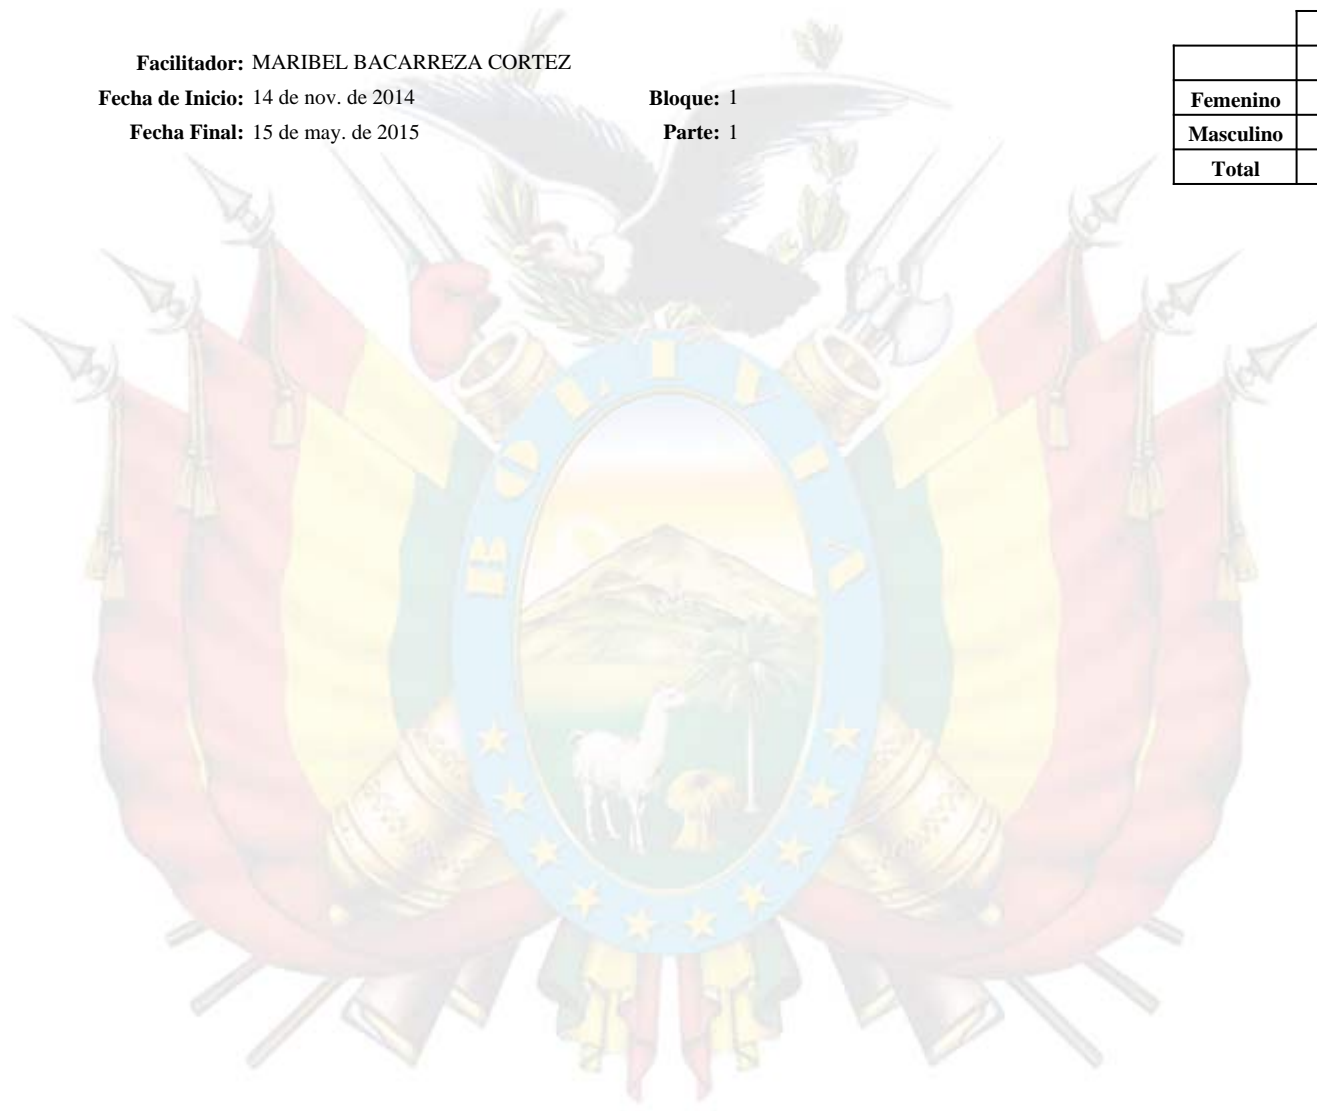 Facilitador: MARIBEL BACARREZA CORTEZ
Fecha de Inicio: 14 de nov. de 2014 Bloque: 1
Fecha Final: 15 de may. de 2015 Parte: 1
Femenino
Masculino
Total
BOLIVIA